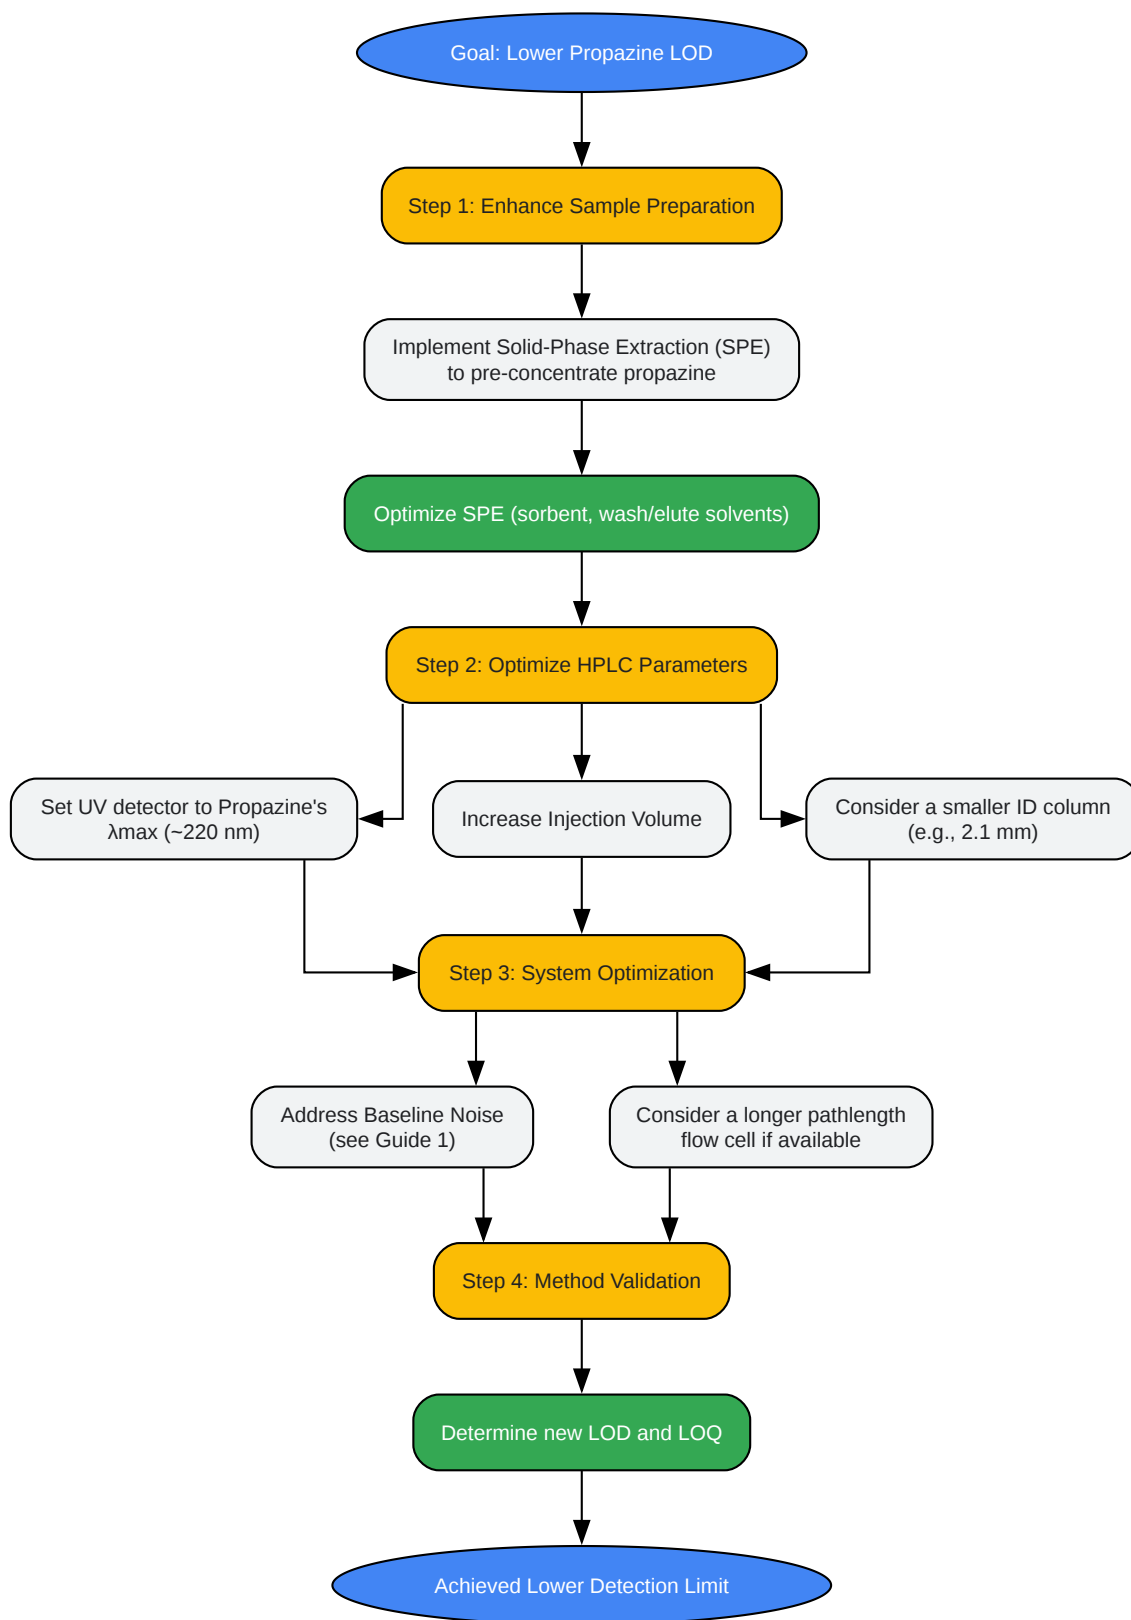 Goal: Lower Propazine LOD
Step 1: Enhance Sample Preparation
Implement Solid-Phase Extraction (SPE)
to pre-concentrate propazine
Optimize SPE (sorbent, wash/elute solvents)
Step 2: Optimize HPLC Parameters
Set UV detector to Propazine's
λmax (~220 nm)
Increase Injection Volume
Consider a smaller ID column
(e.g., 2.1 mm)
Step 3: System Optimization
Address Baseline Noise
(see Guide 1)
Consider a longer pathlength
flow cell if available
Step 4: Method Validation
Determine new LOD and LOQ
Achieved Lower Detection Limit